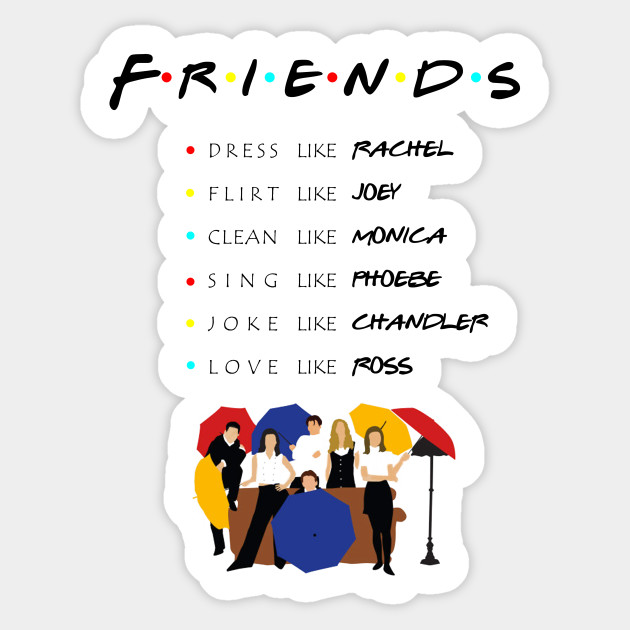 F•R•I•E•N•D•S
• DRESS LIKE RACHEL
• FLIRT LIKE JOEY
• CLEAN LIKE MONICA
• SING LIKE PHOEBE
• JOKE LIKE CHANDLER
• LOVE LIKE ROSS